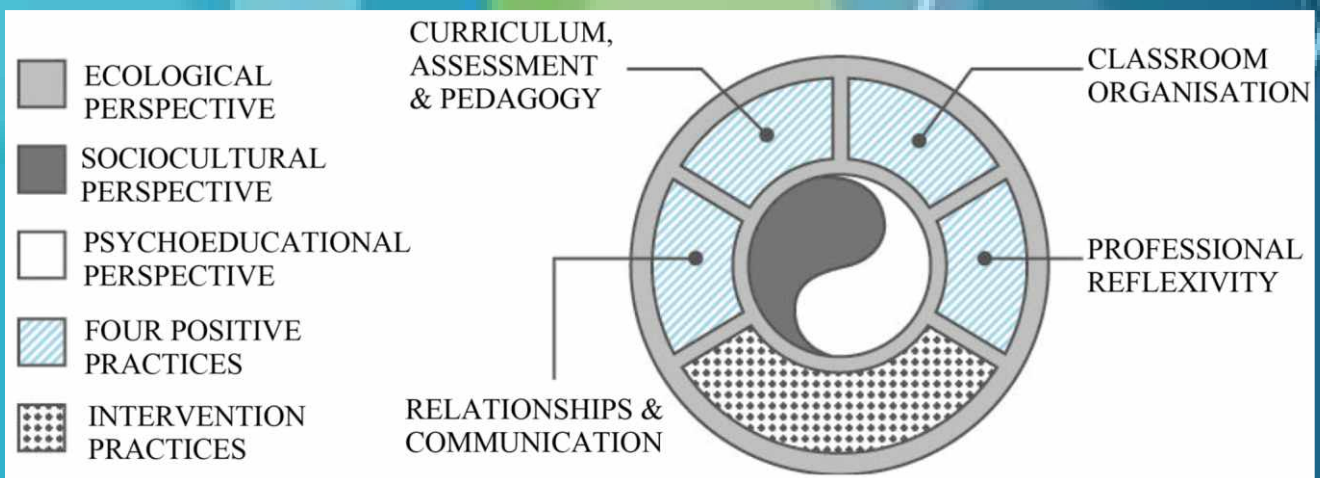 ECOLOGICAL
PERSPECTIVE
SOCIOCULTURAL
PERSPECTIVE
PSYCHOEDUCATIONAL
PERSPECTIVE
FOUR POSITIVE
PRACTICES
INTERVENTION
PRACTICES
CURRICULUM,
ASSESSMENT
& PEDAGOGY
RELATIONSHIPS &
COMMUNICATION
CLASSROOM
ORGANISATION
PROFESSIONAL
REFLEXIVITY